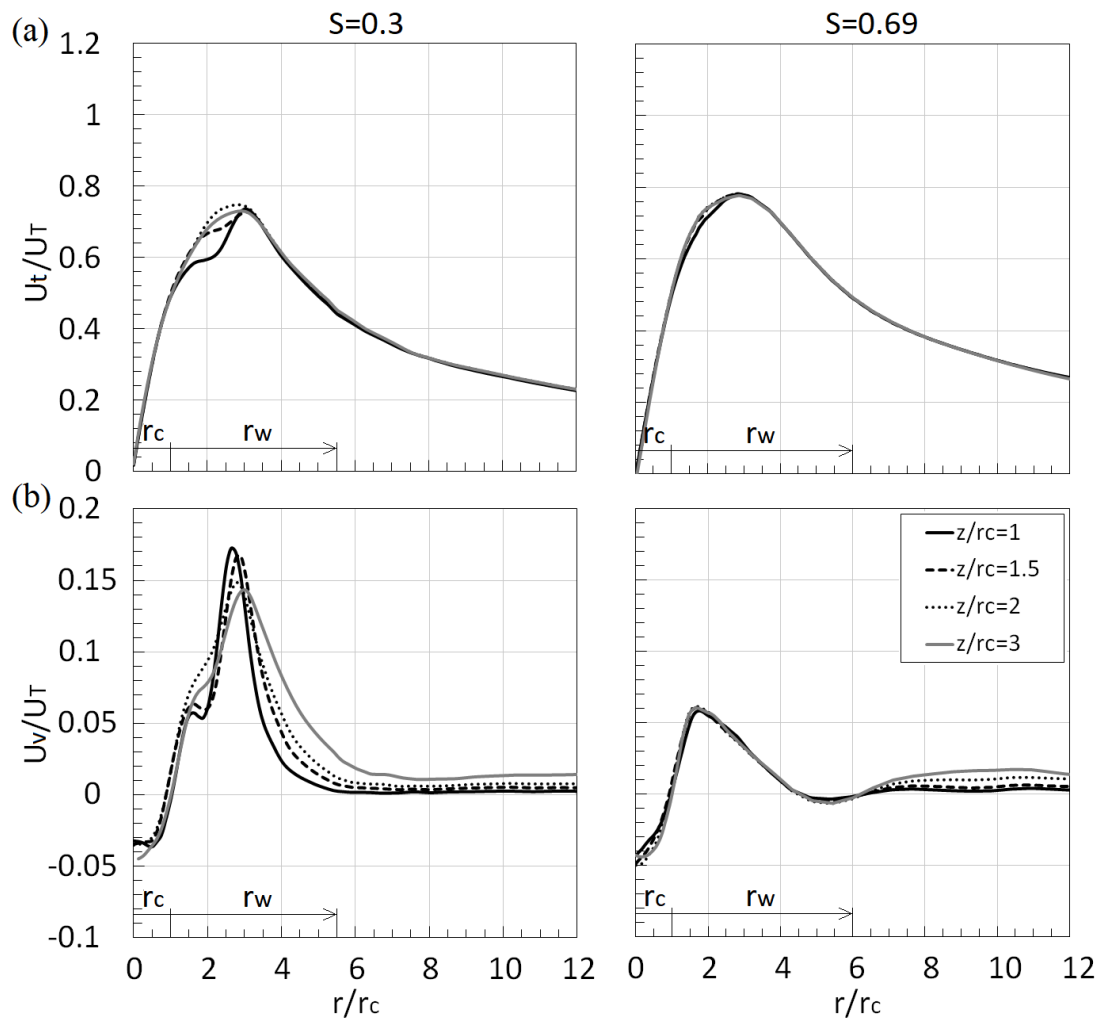 (a)
S=0.3
S=0.69
1.2
1
0.8
0.6
0.4
0.2
0
Ut/UT
rc
rw
rc
rw
(b)
0.2
0.15
0.1
0.05
0
-0.05
-0.1
Uv/UT
z/rc=1
z/rc=1.5
z/rc=2
z/rc=3
rc
rw
rc
rw
0 2 4 6 8 10 12
0 2 4 6 8 10 12
r/rc
r/rc